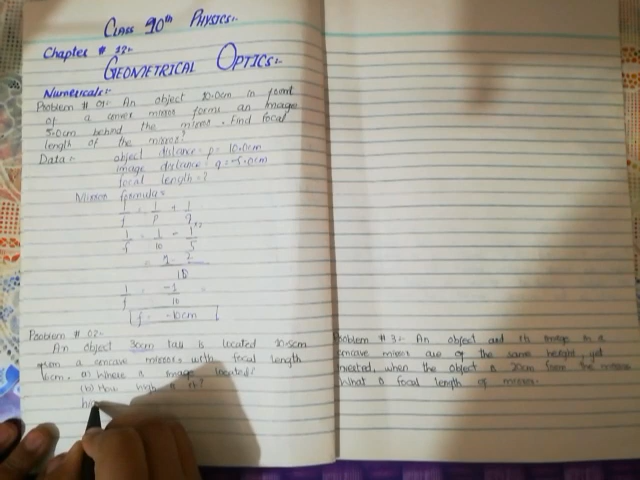 CLASS 10th PHYSICS:-
Chapter # 12:-
GEOMETRICAL OPTICS:-
Numericals:-
Problem # 01:- An object 10.0cm in front
of a convex mirror forms an image
5.0cm behind the mirror. Find focal
length of the mirror?
Data:- object distance = p = 10.0cm
image distance = q = -5.0cm
focal length = ?
Mirror formula =
1/f = 1/p + 1/q
1/f = 1/10 - 1/5
= 1 - 2
10
1/f = -1/10
f = -10cm
Problem # 02:-
An object 30cm tall is located 10.5cm
from a concave mirror with focal length
16cm. a) Where is image located?
(b) How high is it?
Problem # 3:- An object and its image in a
concave mirror are of the same height, yet
inverted, when the object is 20cm from the mirror.
What is focal length of mirror.